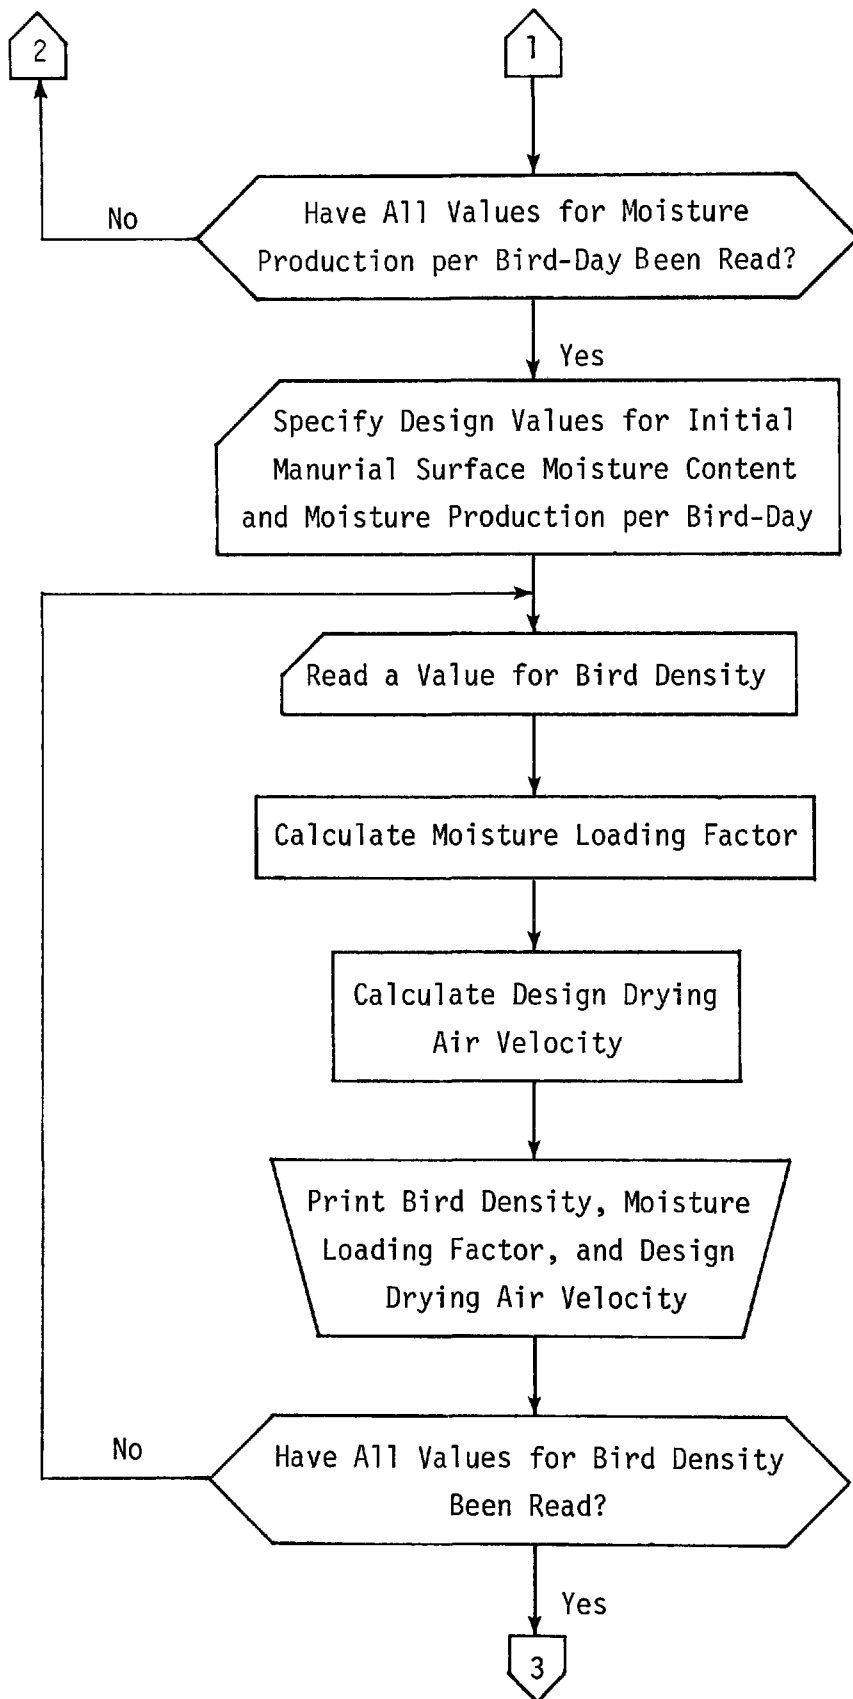 2
1
No
Have All Values for Moisture
Production per Bird-Day Been Read?
Yes
Specify Design Values for Initial
Manurial Surface Moisture Content
and Moisture Production per Bird-Day
Read a Value for Bird Density
Calculate Moisture Loading Factor
Calculate Design Drying
Air Velocity
Print Bird Density, Moisture
Loading Factor, and Design
Drying Air Velocity
No
Have All Values for Bird Density
Been Read?
Yes
3